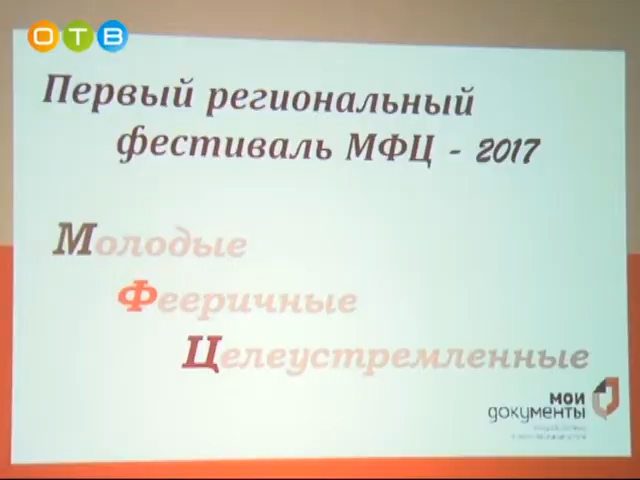 ОТВ
Первый региональный
фестиваль МФЦ - 2017
Молодые
Фееричные
Целеустремленные
мои
документы